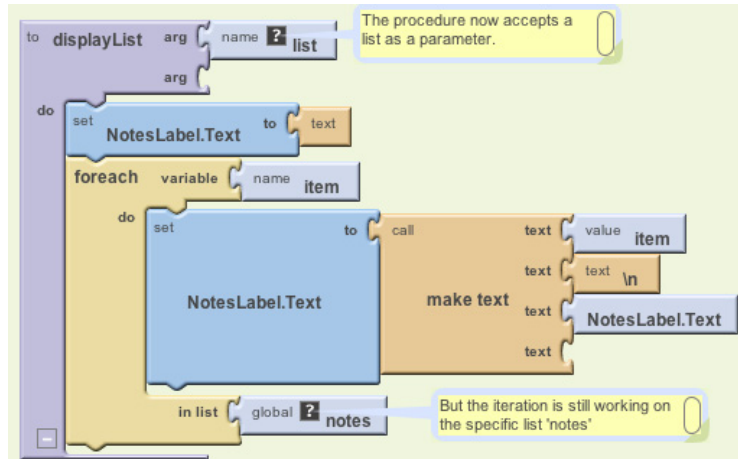 to displayList arg name ? list
The procedure now accepts a
list as a parameter.
arg
do
set NotesLabel.Text to text
foreach variable name item
do
set NotesLabel.Text to call make text
text value item
text text \n
text NotesLabel.Text
text
in list global ? notes
But the iteration is still working on
the specific list 'notes'